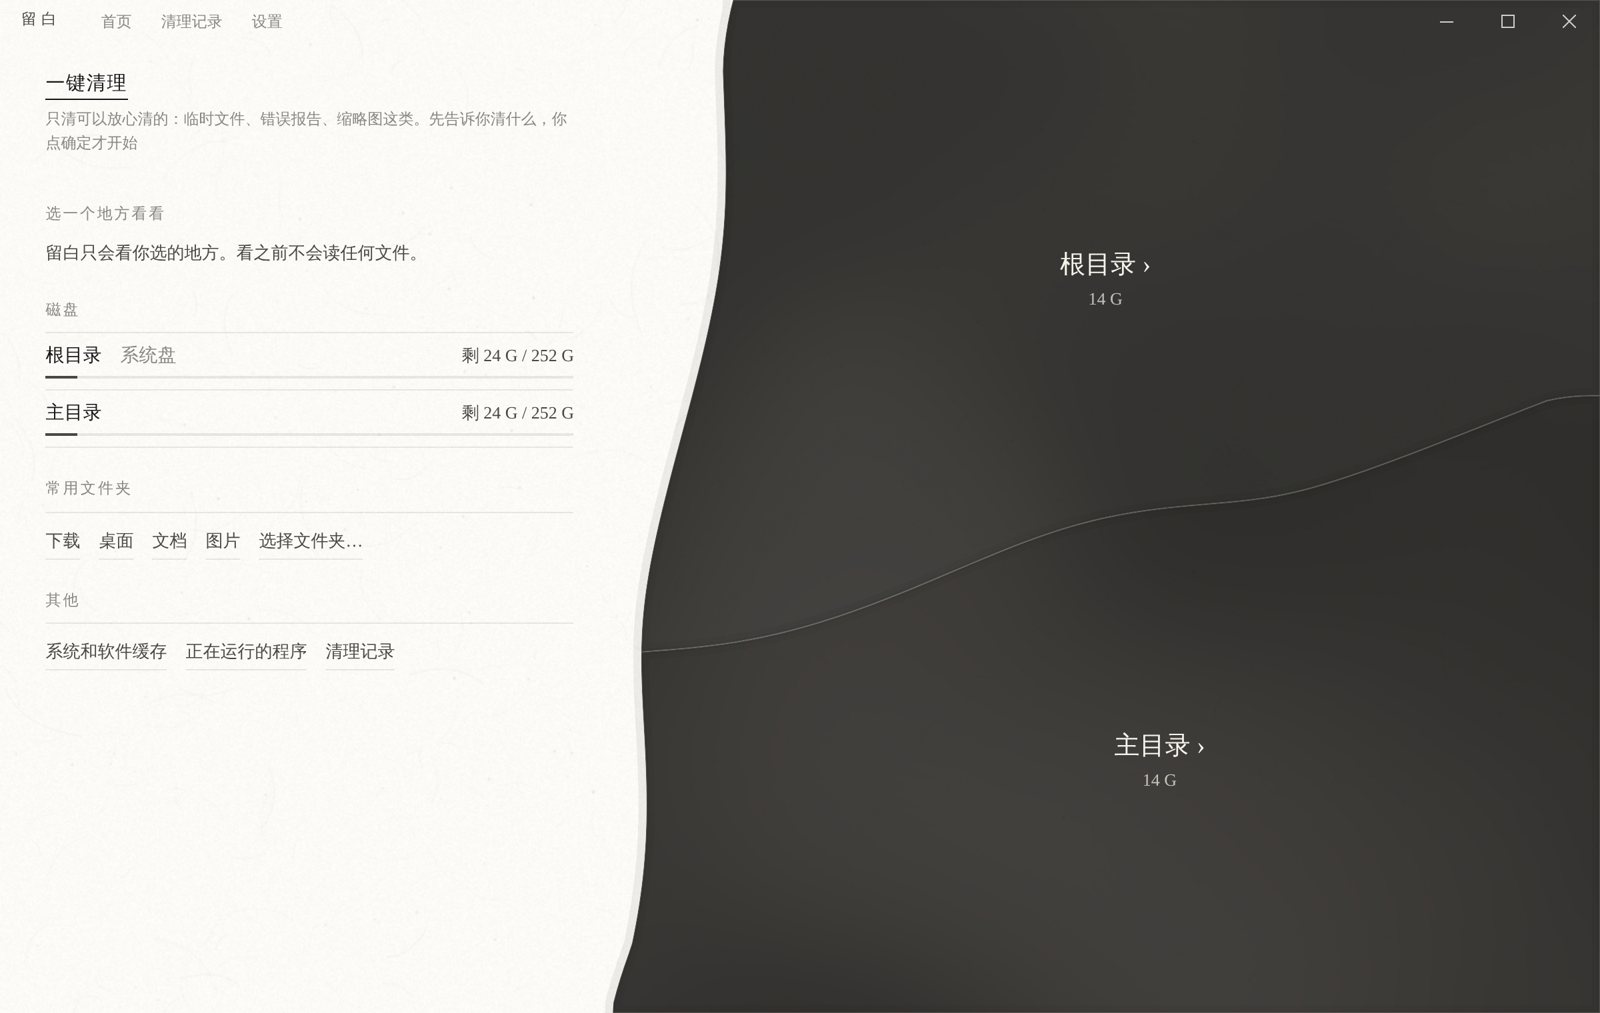 留白 首页 清理记录 设置
一键清理
只清可以放心清的：临时文件、错误报告、缩略图这类。先告诉你清什么，你
点确定才开始
选一个地方看看
留白只会看你选的地方。看之前不会读任何文件。
磁盘
根目录 系统盘 剩 24 G / 252 G
主目录 剩 24 G / 252 G
常用文件夹
下载 桌面 文档 图片 选择文件夹…
其他
系统和软件缓存 正在运行的程序 清理记录
根目录 ›
14 G
主目录 ›
14 G